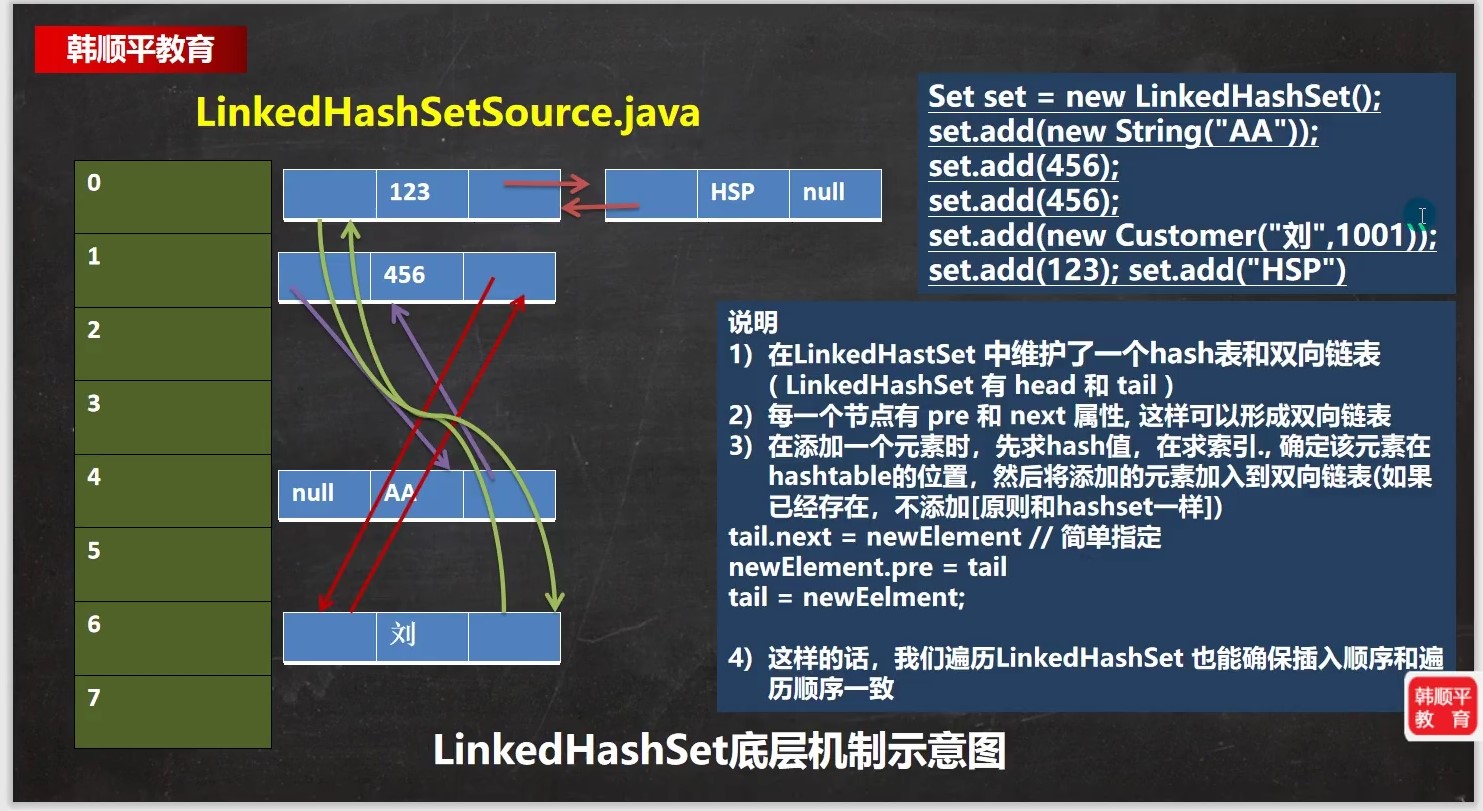 韩顺平教育
LinkedHashSetSource.java
Set set = new LinkedHashSet();
set.add(new String("AA"));
set.add(456);
set.add(456);
set.add(new Customer("刘",1001));
set.add(123); set.add("HSP")
0
123
HSP
null
1
456
2
3
4
null
AA
5
6
刘
7
说明
1) 在LinkedHastSet 中维护了一个hash表和双向链表
( LinkedHashSet 有 head 和 tail )
2) 每一个节点有 pre 和 next 属性, 这样可以形成双向链表
3) 在添加一个元素时，先求hash值，在求索引., 确定该元素在
hashtable的位置，然后将添加的元素加入到双向链表(如果
已经存在，不添加[原则和hashset一样])
tail.next = newElement // 简单指定
newElement.pre = tail
tail = newEelment;
4) 这样的话，我们遍历LinkedHashSet 也能确保插入顺序和遍
历顺序一致
韩顺平
教 育
LinkedHashSet底层机制示意图